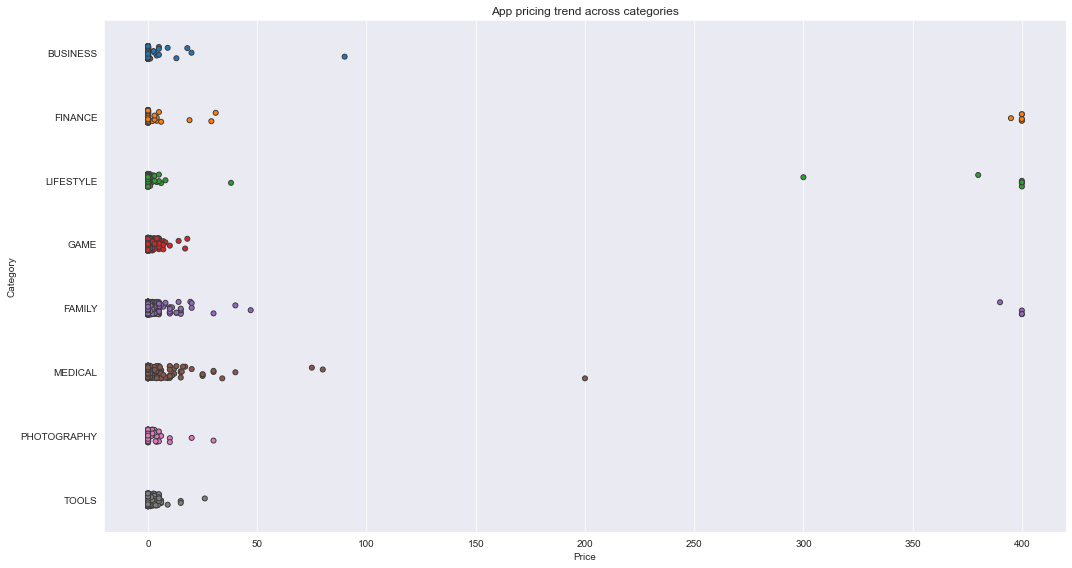 App pricing trend across categories
BUSINESS
FINANCE
LIFESTYLE
GAME
FAMILY
MEDICAL
PHOTOGRAPHY
TOOLS
Category
0 50 100 150 200 250 300 350 400
Price